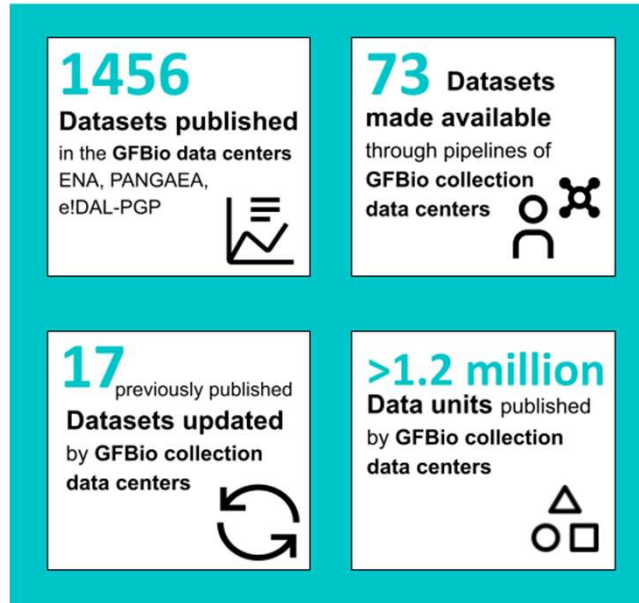 1456
Datasets published
in the GFBio data centers
ENA, PANGAEA,
e!DAL-PGP
73 Datasets
made available
through pipelines of
GFBio collection
data centers
17 previously published
Datasets updated
by GFBio collection
data centers
>1.2 million
Data units published
by GFBio collection
data centers